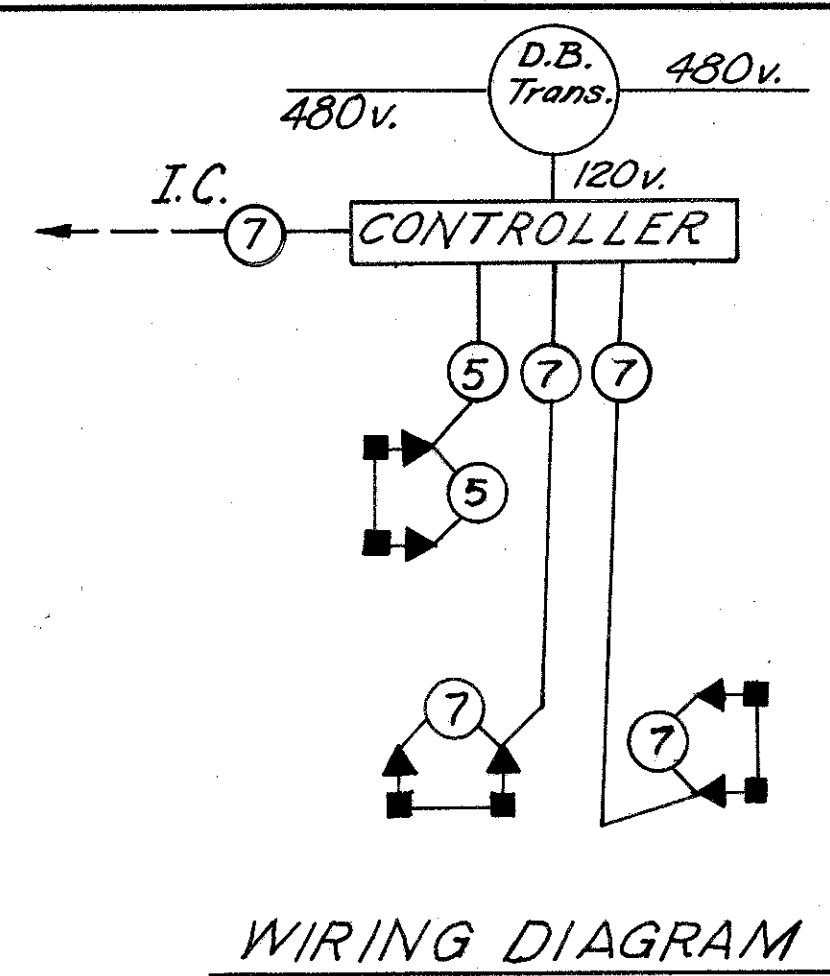 D.B.
Trans.
480v.
480v.
120v.
I.C.
7
CONTROLLER
5 7 7
5
7
7
WIRING DIAGRAM